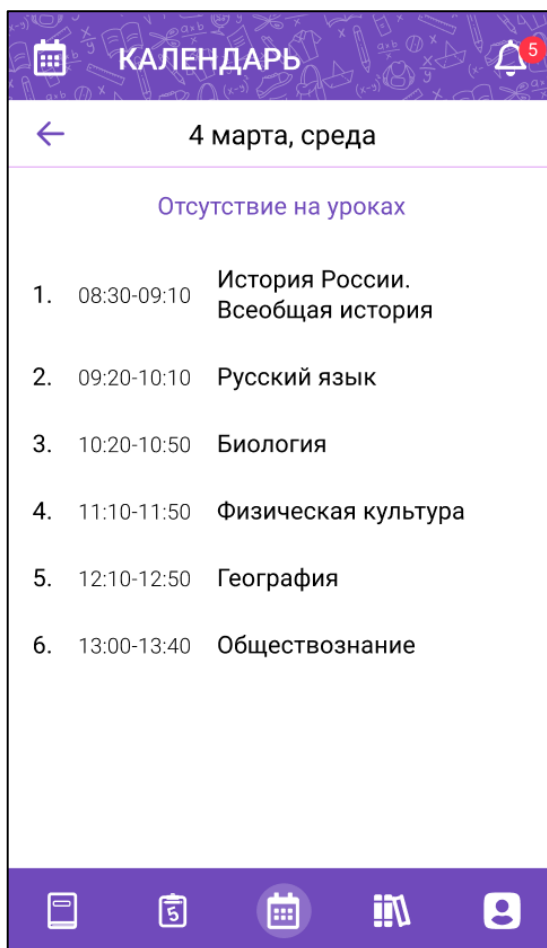 КАЛЕНДАРЬ
5
4 марта, среда
Отсутствие на уроках
1. 08:30-09:10 История России.
Всеобщая история
2. 09:20-10:10 Русский язык
3. 10:20-10:50 Биология
4. 11:10-11:50 Физическая культура
5. 12:10-12:50 География
6. 13:00-13:40 Обществознание
5